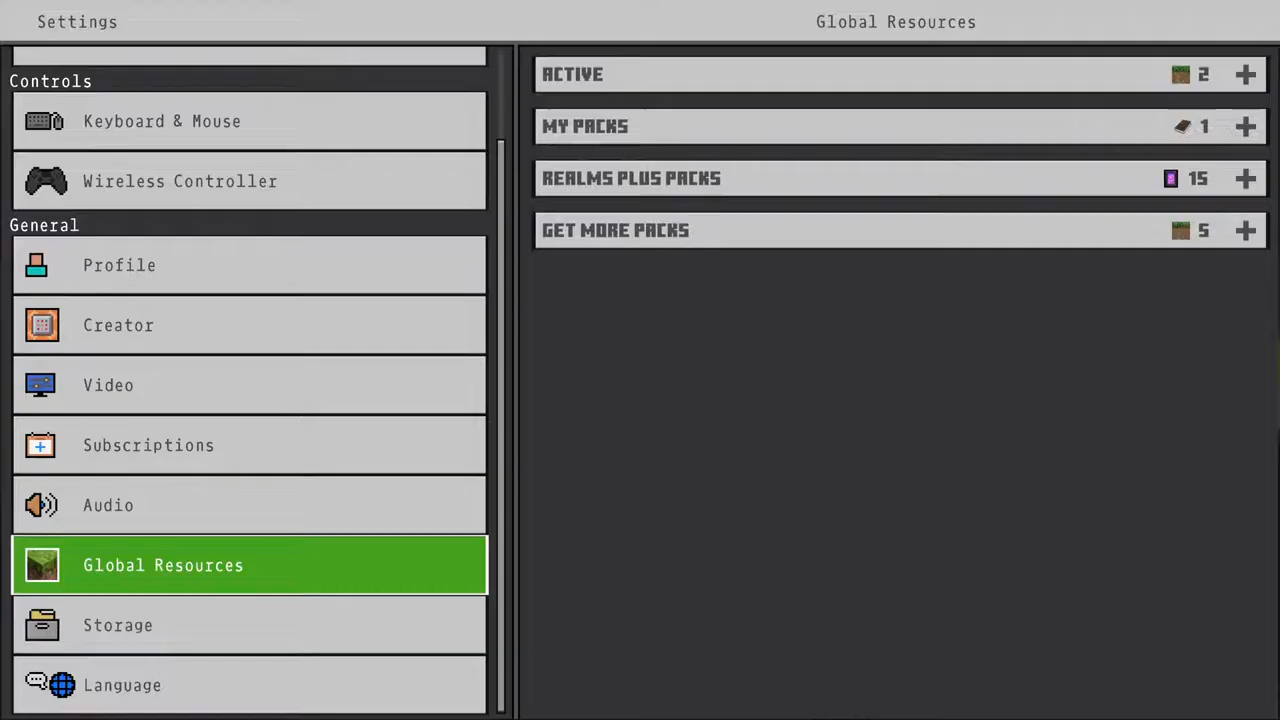 Settings
Global Resources
Controls
Keyboard & Mouse
Wireless Controller
General
Profile
Creator
Video
Subscriptions
Audio
Global Resources
Storage
Language
ACTIVE 2
MY PACKS 1
REALMS PLUS PACKS 15
GET MORE PACKS 5